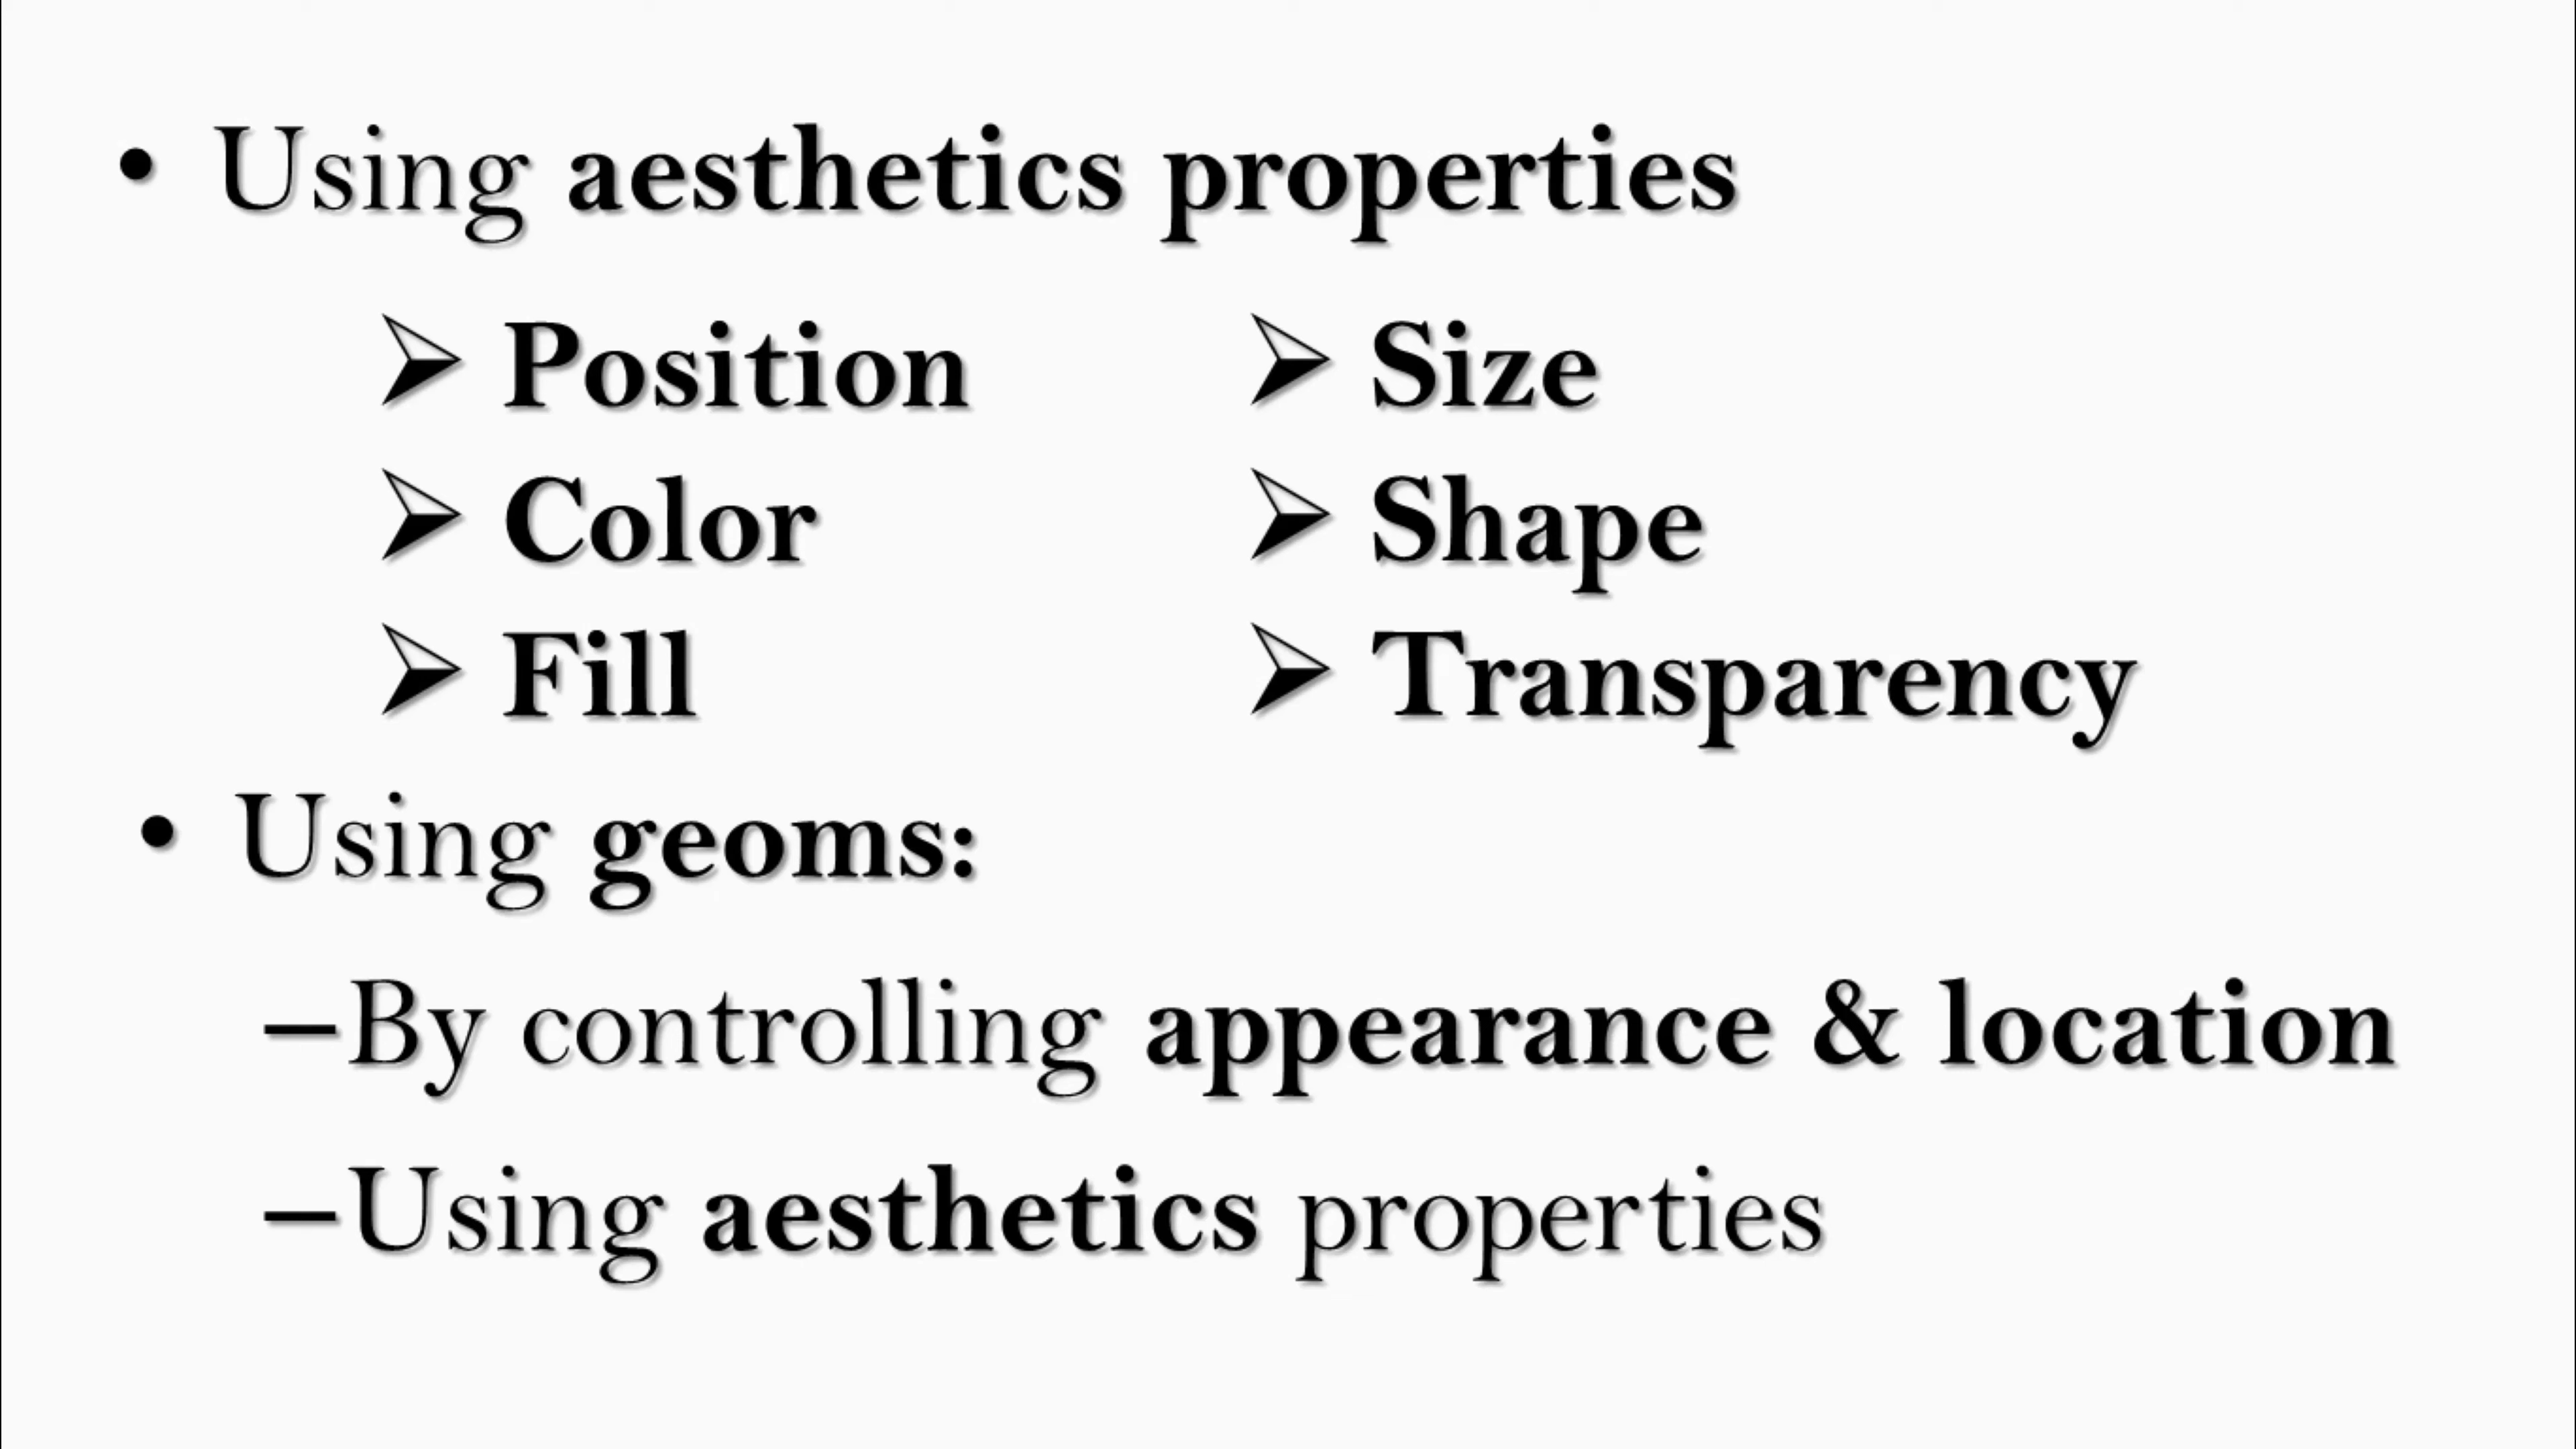 • Using aesthetics properties
➢ Position ➢ Size
➢ Color ➢ Shape
➢ Fill ➢ Transparency
• Using geoms:
–By controlling appearance & location
–Using aesthetics properties